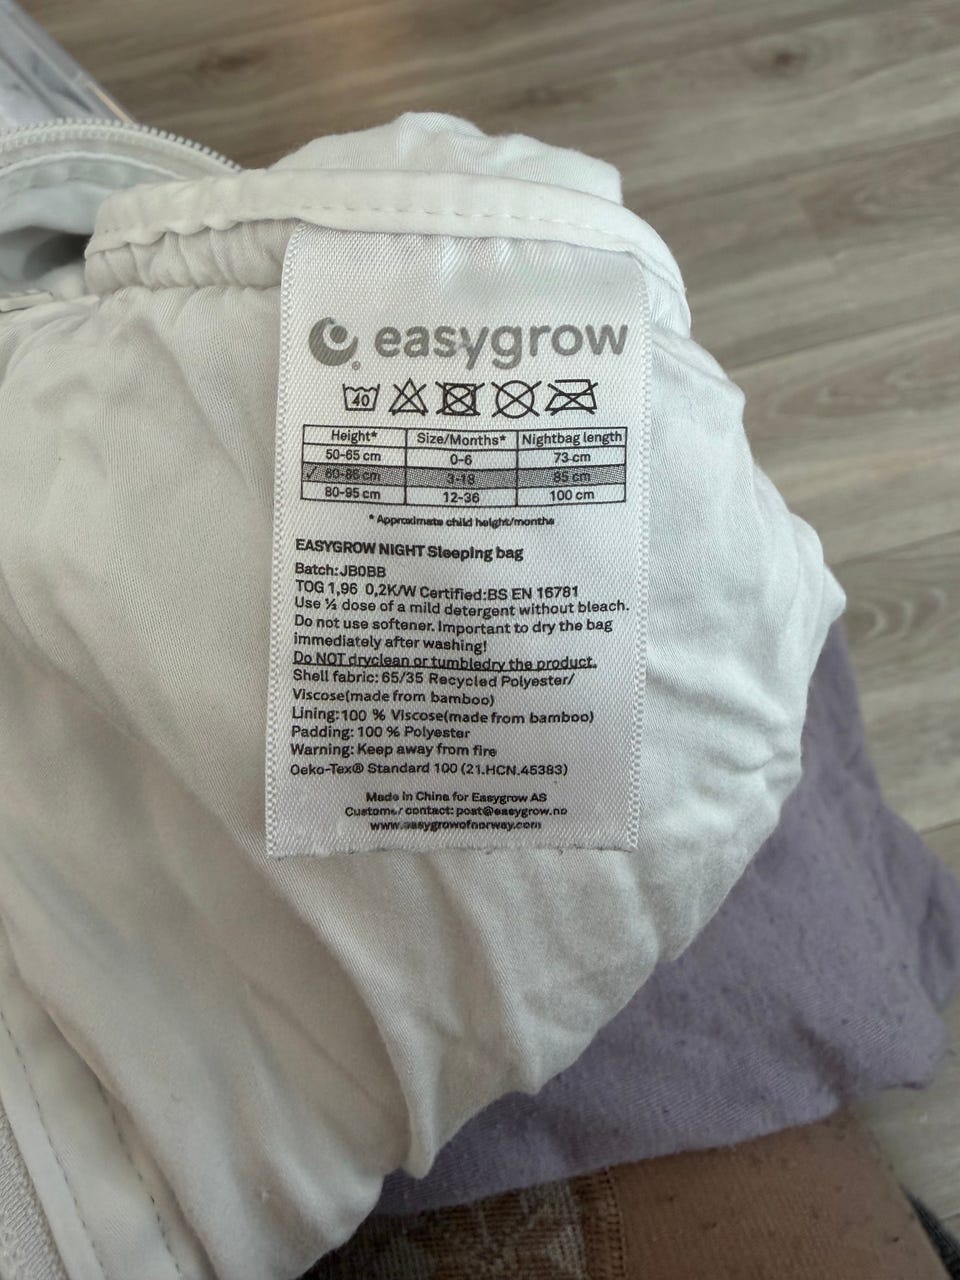 easygrow
40
Height* Size/Months* Nightbag length
50-65 cm 0-6 73 cm
✓ 60-86 cm 3-18 85 cm
80-95 cm 12-36 100 cm
* Approximate child height/months
EASYGROW NIGHT Sleeping bag
Batch: JB0BB
TOG 1,96 0,2K/W Certified: BS EN 16781
Use ⅓ dose of a mild detergent without bleach.
Do not use softener. Important to dry the bag
immediately after washing!
Do NOT dryclean or tumbledry the product.
Shell fabric: 65/35 Recycled Polyester/
Viscose(made from bamboo)
Lining: 100 % Viscose(made from bamboo)
Padding: 100 % Polyester
Warning: Keep away from fire
Oeko-Tex® Standard 100 (21.HCN.45383)
Made in China for Easygrow AS
Customer contact: post@easygrow.no
www.easygrowofnorway.com